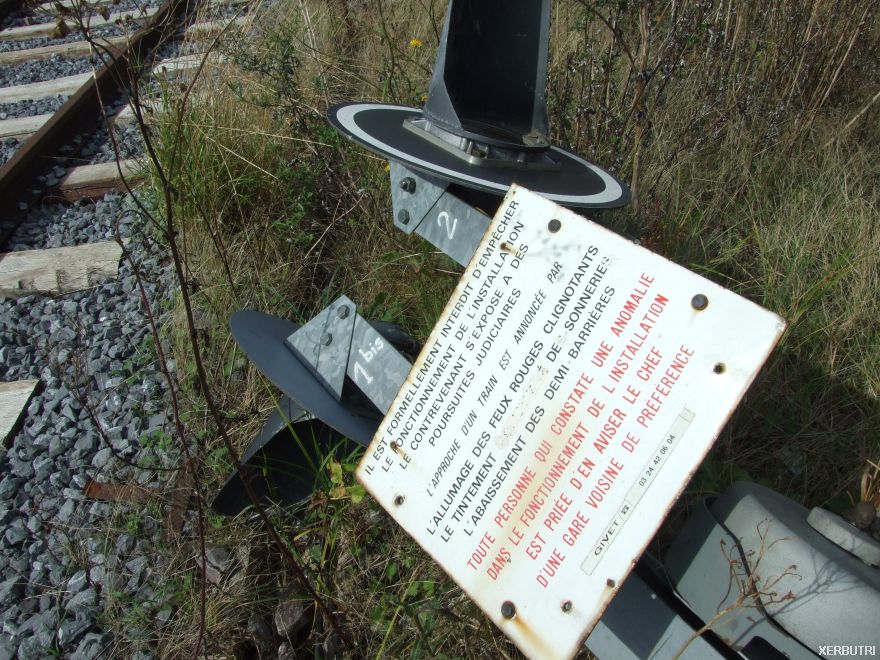 2
1 bis
IL EST FORMELLEMENT INTERDIT D'EMPÊCHER
LE FONCTIONNEMENT DE L'INSTALLATION
LE CONTREVENANT S'EXPOSE A DES
POURSUITES JUDICIAIRES
L'APPROCHE D'UN TRAIN EST ANNONCÉE PAR
L'ALLUMAGE DES FEUX ROUGES CLIGNOTANTS
LE TINTEMENT DES SONNERIES
L'ABAISSEMENT DES DEMI-BARRIÈRES
TOUTE PERSONNE QUI CONSTATE UNE ANOMALIE
DANS LE FONCTIONNEMENT DE L'INSTALLATION
EST PRIÉE D'EN AVISER LE CHEF
D'UNE GARE VOISINE DE PRÉFÉRENCE
GIVET ☎ 03 24 42 06 04
XERBUTRI